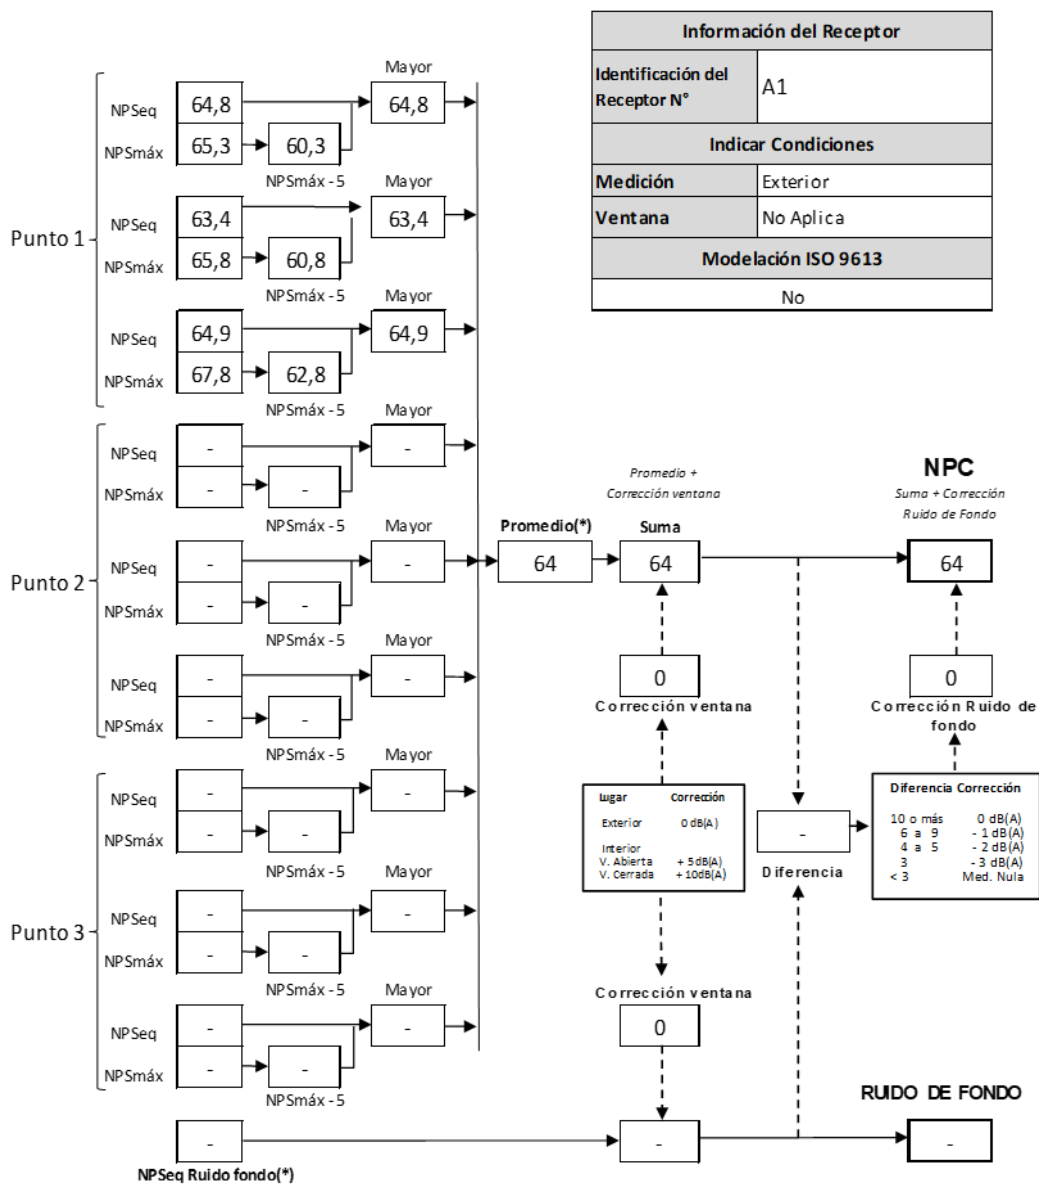 Información del Receptor
Identificación del Receptor N°
A1
Indicar Condiciones
Medición
Exterior
Ventana
No Aplica
Modelación ISO 9613
No
Punto 1
Mayor
NPSeq
64,8
64,8
NPSmáx
65,3
60,3
NPSmáx - 5
Mayor
NPSeq
63,4
63,4
NPSmáx
65,8
60,8
NPSmáx - 5
Mayor
NPSeq
64,9
64,9
NPSmáx
67,8
62,8
NPSmáx - 5
Punto 2
Mayor
NPSeq
-
-
NPSmáx
-
-
NPSmáx - 5
Mayor
NPSeq
-
-
NPSmáx
-
-
NPSmáx - 5
Mayor
NPSeq
-
-
NPSmáx
-
-
NPSmáx - 5
Punto 3
Mayor
NPSeq
-
-
NPSmáx
-
-
NPSmáx - 5
Mayor
NPSeq
-
-
NPSmáx
-
-
NPSmáx - 5
Mayor
NPSeq
-
-
NPSmáx
-
-
NPSmáx - 5
-
NPSeq Ruido fondo(*)
Promedio(*)
64
Promedio +
Corrección ventana
Suma
64
0
Corrección ventana
Lugar Corrección
Exterior 0 dB(A)
Interior
V. Abierta + 5dB(A)
V. Cerrada + 10dB(A)
Corrección ventana
0
-
-
Diferencia
NPC
Suma + Corrección
Ruido de Fondo
64
0
Corrección Ruido de
fondo
Diferencia Corrección
10 o más 0 dB(A)
6 a 9 - 1 dB(A)
4 a 5 - 2 dB(A)
3 - 3 dB(A)
< 3 Med. Nula
RUIDO DE FONDO
-